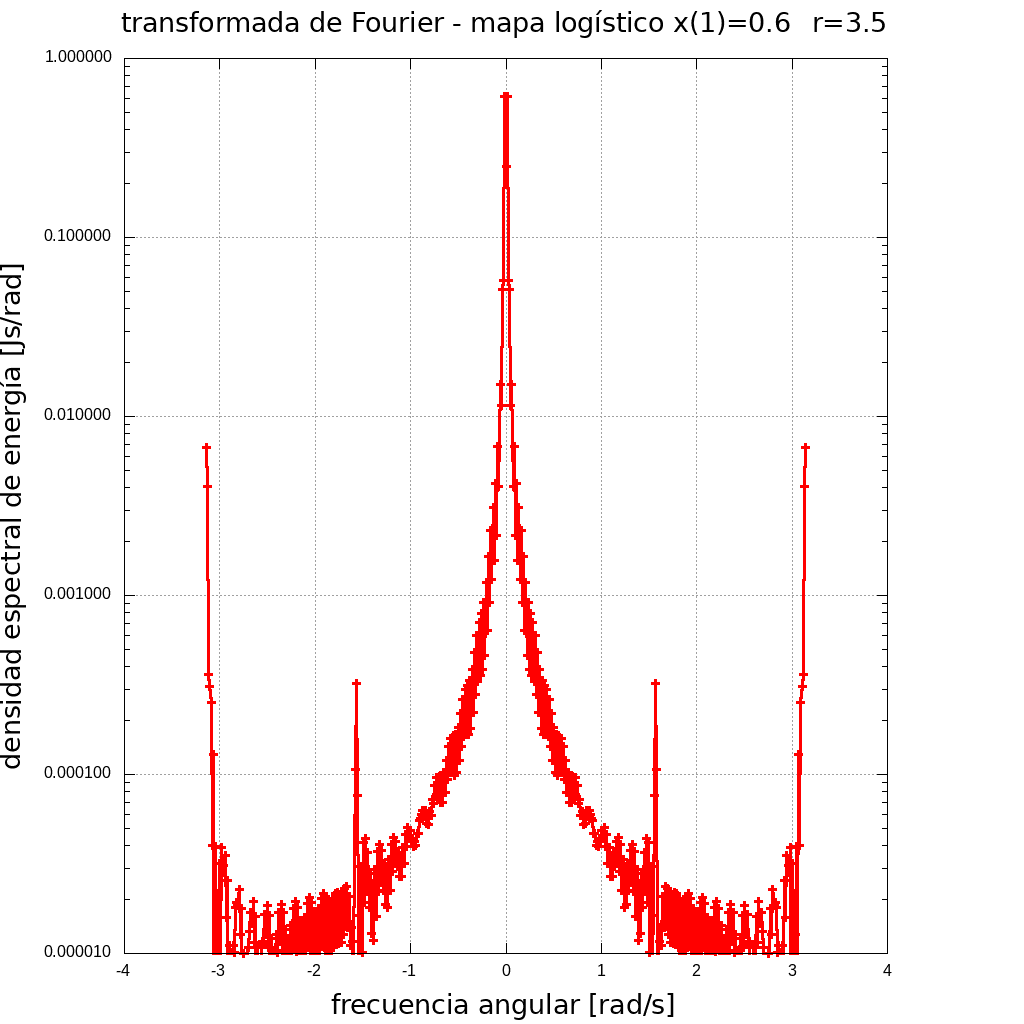 transformada de Fourier - mapa logístico x(1)=0.6  r=3.5
1.000000
0.100000
0.010000
0.001000
0.000100
0.000010
densidad espectral de energía [Js/rad]
-4 -3 -2 -1 0 1 2 3 4
frecuencia angular [rad/s]